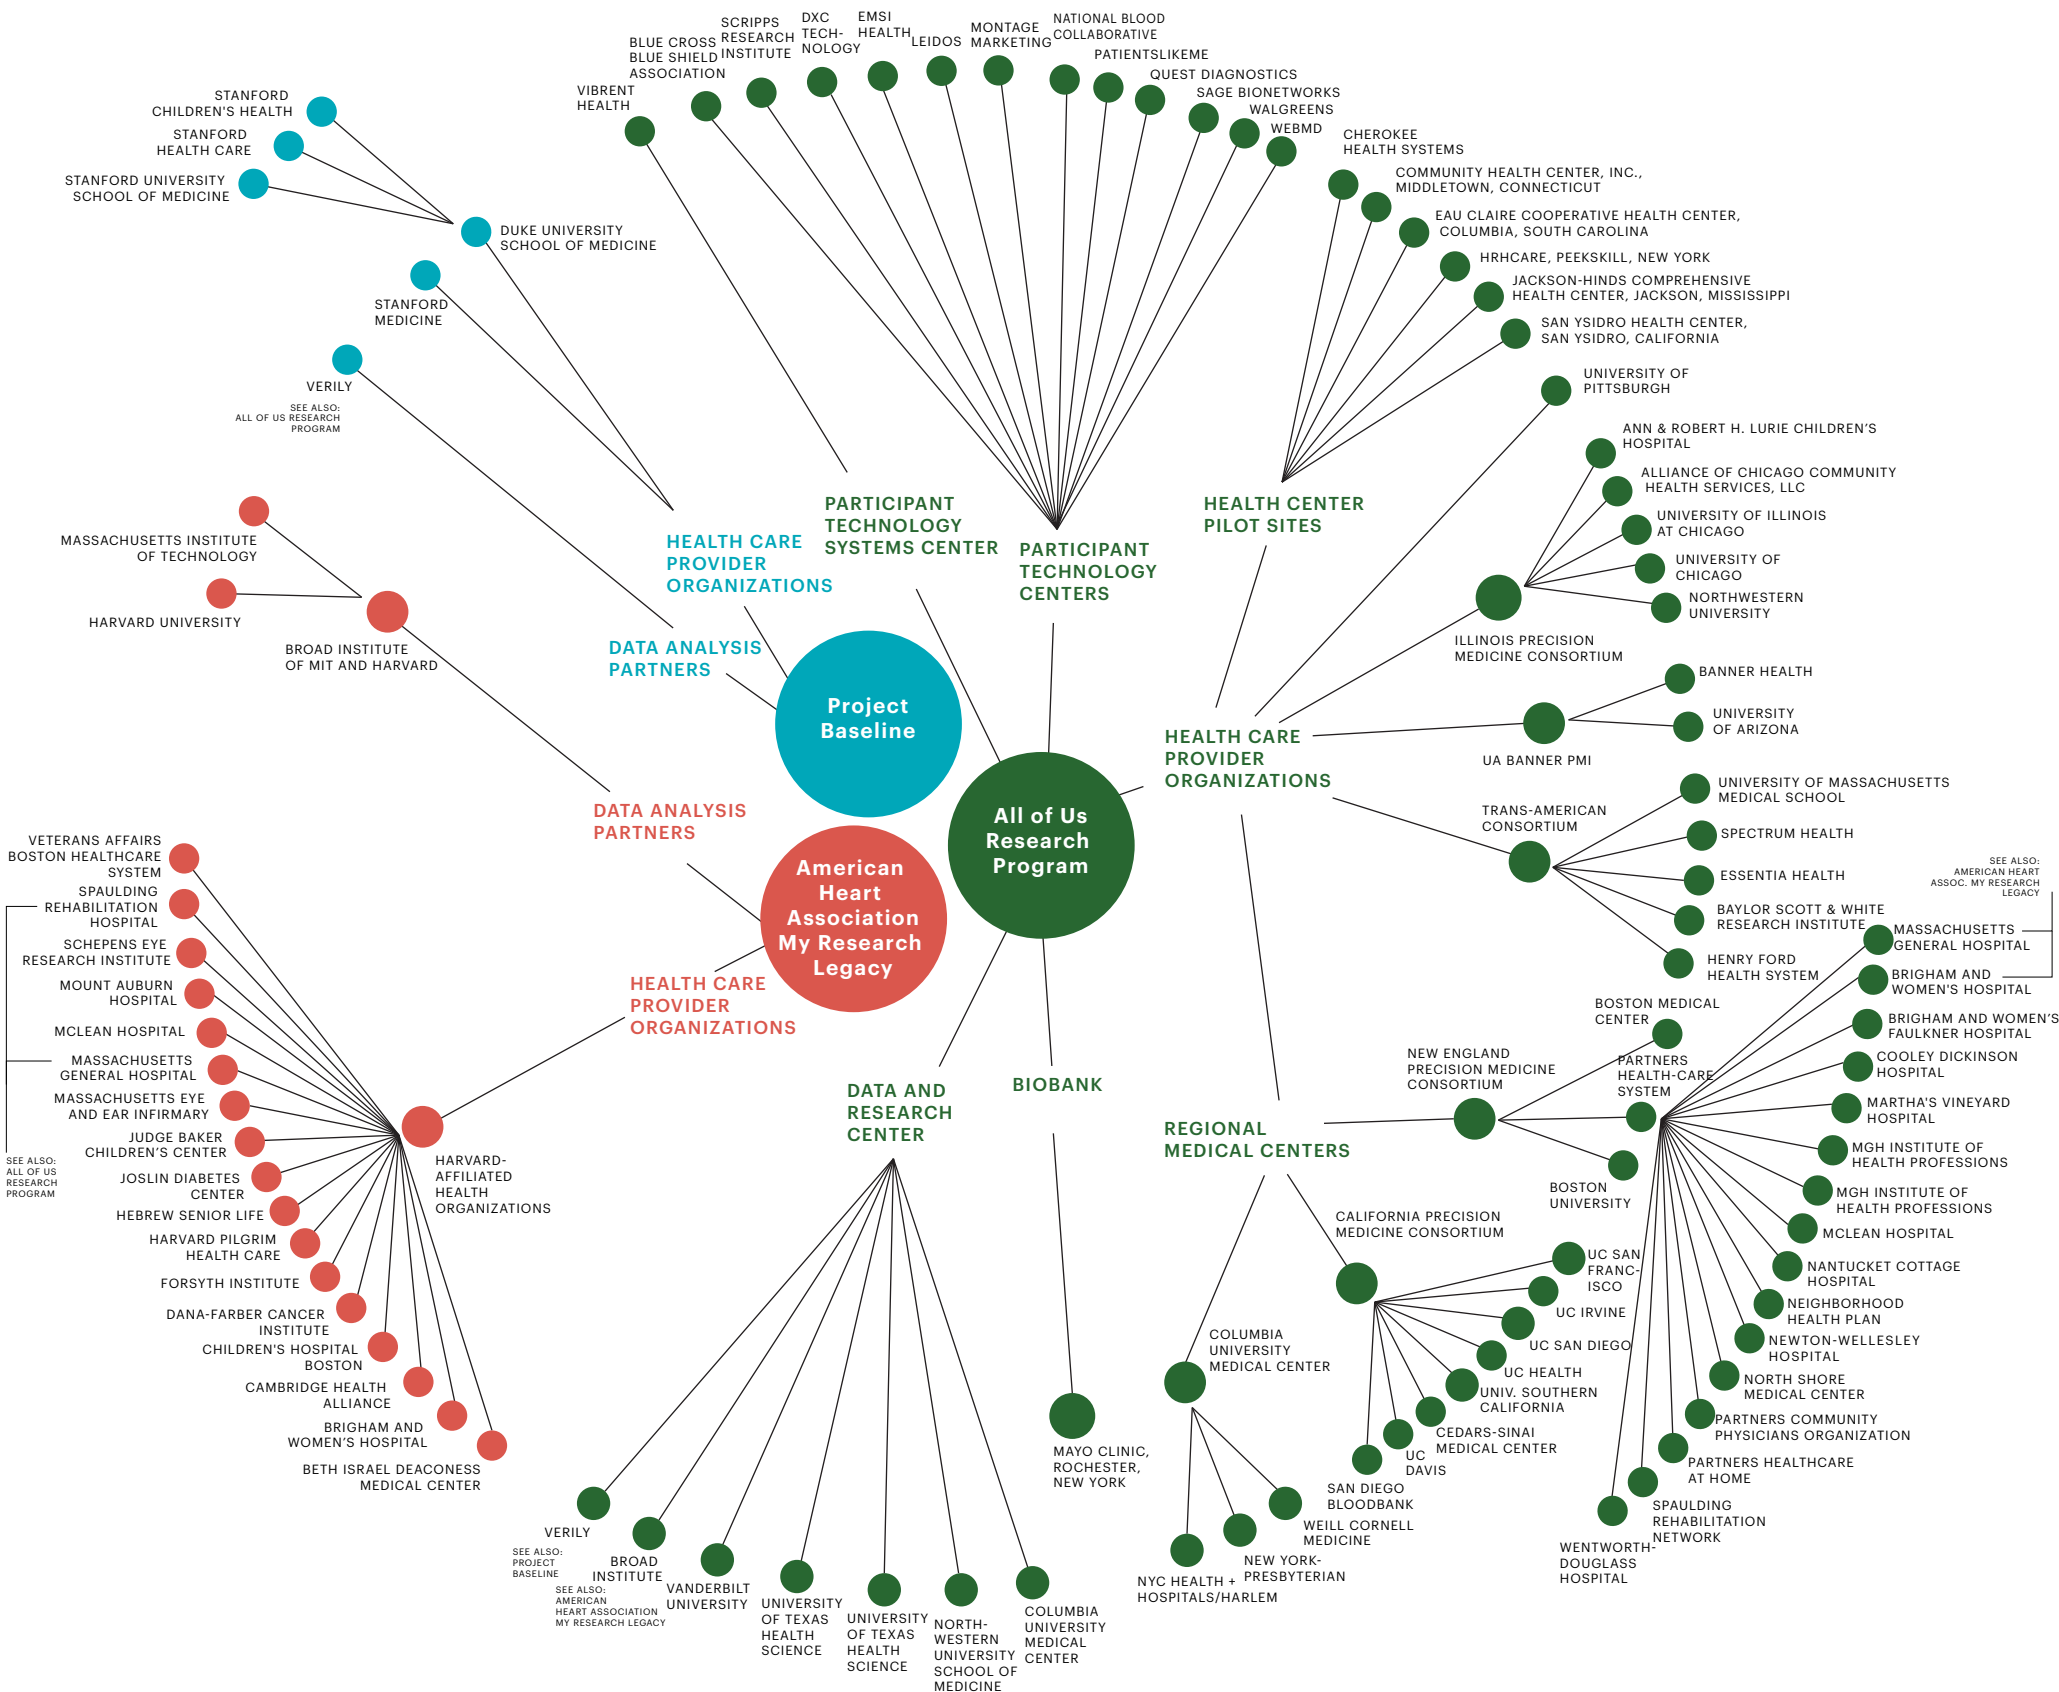 BLUE CROSS
BLUE SHIELD
ASSOCIATION
SCRIPPS
RESEARCH
INSTITUTE
DXC
TECH-
NOLOGY
EMSI
HEALTH
LEIDOS
MONTAGE
MARKETING
NATIONAL BLOOD
COLLABORATIVE
PATIENTSLIKEME
QUEST DIAGNOSTICS
SAGE BIONETWORKS
WALGREENS
WEBMD
VIBRENT
HEALTH
STANFORD
CHILDREN'S HEALTH
STANFORD
HEALTH CARE
STANFORD UNIVERSITY
SCHOOL OF MEDICINE
DUKE UNIVERSITY
SCHOOL OF MEDICINE
STANFORD
MEDICINE
VERILY
SEE ALSO:
ALL OF US RESEARCH
PROGRAM
CHEROKEE
HEALTH SYSTEMS
COMMUNITY HEALTH CENTER, INC.,
MIDDLETOWN, CONNECTICUT
EAU CLAIRE COOPERATIVE HEALTH CENTER,
COLUMBIA, SOUTH CAROLINA
HRHCARE, PEEKSKILL, NEW YORK
JACKSON-HINDS COMPREHENSIVE
HEALTH CENTER, JACKSON, MISSISSIPPI
SAN YSIDRO HEALTH CENTER,
SAN YSIDRO, CALIFORNIA
UNIVERSITY OF
PITTSBURGH
ANN & ROBERT H. LURIE CHILDREN'S
HOSPITAL
ALLIANCE OF CHICAGO COMMUNITY
HEALTH SERVICES, LLC
UNIVERSITY OF ILLINOIS
AT CHICAGO
UNIVERSITY OF
CHICAGO
NORTHWESTERN
UNIVERSITY
ILLINOIS PRECISION
MEDICINE CONSORTIUM
PARTICIPANT
TECHNOLOGY
SYSTEMS CENTER
PARTICIPANT
TECHNOLOGY
CENTERS
HEALTH CENTER
PILOT SITES
HEALTH CARE
PROVIDER
ORGANIZATIONS
DATA ANALYSIS
PARTNERS
MASSACHUSETTS INSTITUTE
OF TECHNOLOGY
HARVARD UNIVERSITY
BROAD INSTITUTE
OF MIT AND HARVARD
Project
Baseline
HEALTH CARE
PROVIDER
ORGANIZATIONS
BANNER HEALTH
UNIVERSITY
OF ARIZONA
UA BANNER PMI
TRANS-AMERICAN
CONSORTIUM
UNIVERSITY OF MASSACHUSETTS
MEDICAL SCHOOL
SPECTRUM HEALTH
ESSENTIA HEALTH
BAYLOR SCOTT & WHITE
RESEARCH INSTITUTE
HENRY FORD
HEALTH SYSTEM
DATA ANALYSIS
PARTNERS
All of Us
Research
Program
American
Heart
Association
My Research
Legacy
HEALTH CARE
PROVIDER
ORGANIZATIONS
VETERANS AFFAIRS
BOSTON HEALTHCARE
SYSTEM
SPAULDING
REHABILITATION
HOSPITAL
SCHEPENS EYE
RESEARCH INSTITUTE
MOUNT AUBURN
HOSPITAL
MCLEAN HOSPITAL
MASSACHUSETTS
GENERAL HOSPITAL
MASSACHUSETTS EYE
AND EAR INFIRMARY
JUDGE BAKER
CHILDREN'S CENTER
JOSLIN DIABETES
CENTER
HEBREW SENIOR LIFE
HARVARD PILGRIM
HEALTH CARE
FORSYTH INSTITUTE
DANA-FARBER CANCER
INSTITUTE
CHILDREN'S HOSPITAL
BOSTON
CAMBRIDGE HEALTH
ALLIANCE
BRIGHAM AND
WOMEN'S HOSPITAL
BETH ISRAEL DEACONESS
MEDICAL CENTER
SEE ALSO:
ALL OF US
RESEARCH
PROGRAM
HARVARD-
AFFILIATED
HEALTH
ORGANIZATIONS
DATA AND
RESEARCH
CENTER
BIOBANK
REGIONAL
MEDICAL CENTERS
SEE ALSO:
AMERICAN HEART
ASSOC. MY RESEARCH
LEGACY
MASSACHUSETTS
GENERAL HOSPITAL
BRIGHAM AND
WOMEN'S HOSPITAL
BRIGHAM AND WOMEN'S
FAULKNER HOSPITAL
COOLEY DICKINSON
HOSPITAL
MARTHA'S VINEYARD
HOSPITAL
MGH INSTITUTE OF
HEALTH PROFESSIONS
MGH INSTITUTE OF
HEALTH PROFESSIONS
MCLEAN HOSPITAL
NANTUCKET COTTAGE
HOSPITAL
NEIGHBORHOOD
HEALTH PLAN
NEWTON-WELLESLEY
HOSPITAL
NORTH SHORE
MEDICAL CENTER
PARTNERS COMMUNITY
PHYSICIANS ORGANIZATION
PARTNERS HEALTHCARE
AT HOME
SPAULDING
REHABILITATION
NETWORK
WENTWORTH-
DOUGLASS
HOSPITAL
BOSTON MEDICAL
CENTER
PARTNERS
HEALTH-CARE
SYSTEM
NEW ENGLAND
PRECISION MEDICINE
CONSORTIUM
BOSTON
UNIVERSITY
CALIFORNIA PRECISION
MEDICINE CONSORTIUM
UC SAN
FRANC-
ISCO
UC IRVINE
UC SAN DIEGO
UC HEALTH
UNIV. SOUTHERN
CALIFORNIA
CEDARS-SINAI
MEDICAL CENTER
UC
DAVIS
SAN DIEGO
BLOODBANK
COLUMBIA
UNIVERSITY
MEDICAL CENTER
WEILL CORNELL
MEDICINE
NEW YORK-
PRESBYTERIAN
NYC HEALTH +
HOSPITALS/HARLEM
MAYO CLINIC,
ROCHESTER,
NEW YORK
VERILY
SEE ALSO:
PROJECT
BASELINE
BROAD
INSTITUTE
SEE ALSO:
AMERICAN
HEART ASSOCIATION
MY RESEARCH LEGACY
VANDERBILT
UNIVERSITY
UNIVERSITY
OF TEXAS
HEALTH
SCIENCE
UNIVERSITY
OF TEXAS
HEALTH
SCIENCE
NORTH-
WESTERN
UNIVERSITY
SCHOOL OF
MEDICINE
COLUMBIA
UNIVERSITY
MEDICAL
CENTER